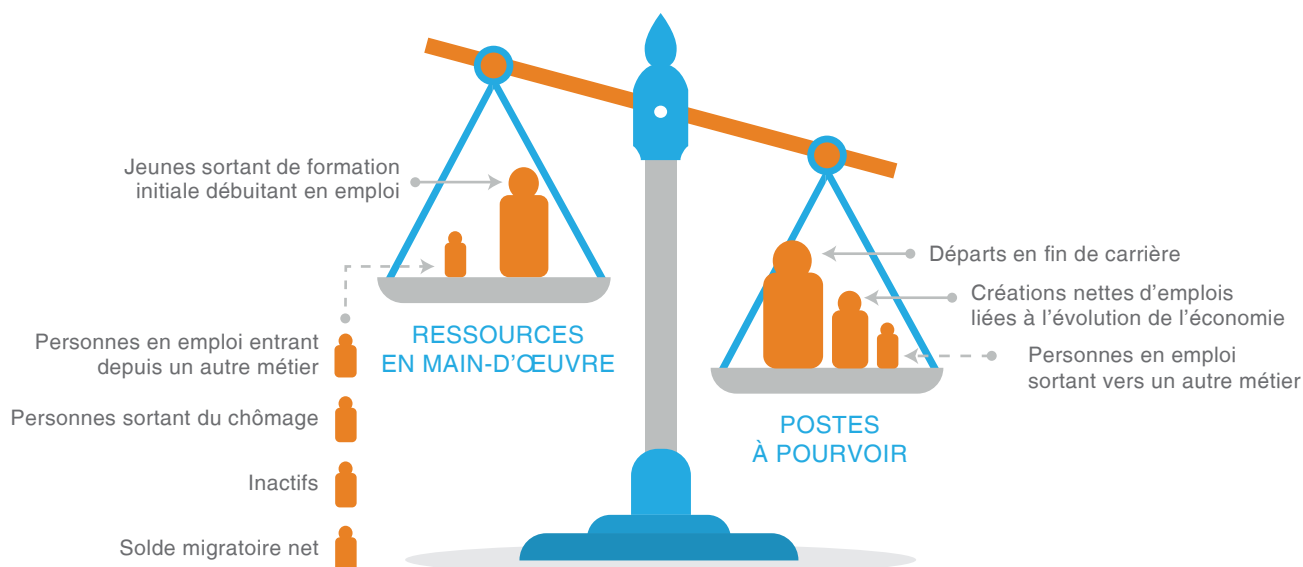 Jeunes sortant de formation
initiale débuitant en emploi
Départs en fin de carrière
Créations nettes d'emplois
liées à l'évolution de l'économie
Personnes en emploi
sortant vers un autre métier
RESSOURCES
EN MAIN-D'ŒUVRE
Personnes en emploi entrant
depuis un autre métier
Personnes sortant du chômage
Inactifs
Solde migratoire net
POSTES
À POURVOIR